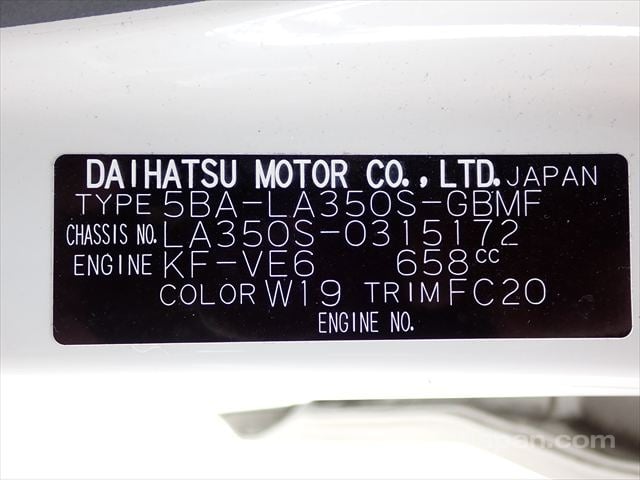 DAIHATSU MOTOR CO., LTD. JAPAN
TYPE 5BA-LA350S-GBMF
CHASSIS NO. LA350S-0315172
ENGINE KF-VE6 658cc
COLOR W19 TRIM FC20
ENGINE NO.